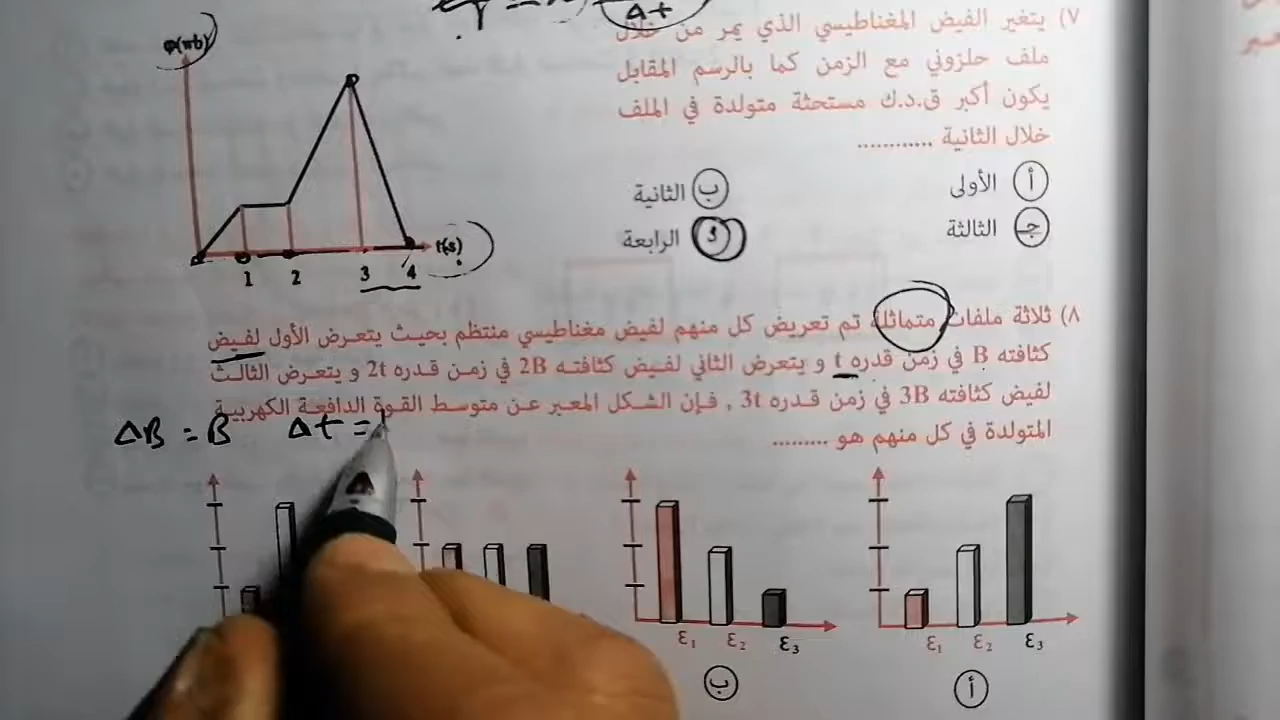 Δt
٧) يتغير الفيض المغناطيسي الذي يمر من خلال
ملف حلزوني مع الزمن كما بالرسم المقابل
يكون أكبر ق.د.ك مستحثة متولدة في الملف
خلال الثانية ............
أ الأولى
ب الثانية
جـ الثالثة
د الرابعة
t(s)
1 2 3 4
٨) ثلاثة ملفات متماثلة تم تعريض كل منهم لفيض مغناطيسي منتظم بحيث يتعرض الأول لفيض
كثافته B في زمن قدره t و يتعرض الثاني لفيض كثافته 2B في زمن قدره 2t و يتعرض الثالث
لفيض كثافته 3B في زمن قدره 3t , فإن الشكل المعبر عن متوسط القوة الدافعة الكهربية
المتولدة في كل منهم هو .........
ΔB = B Δt =
ε1 ε2 ε3
أ
ε1 ε2 ε3
ب